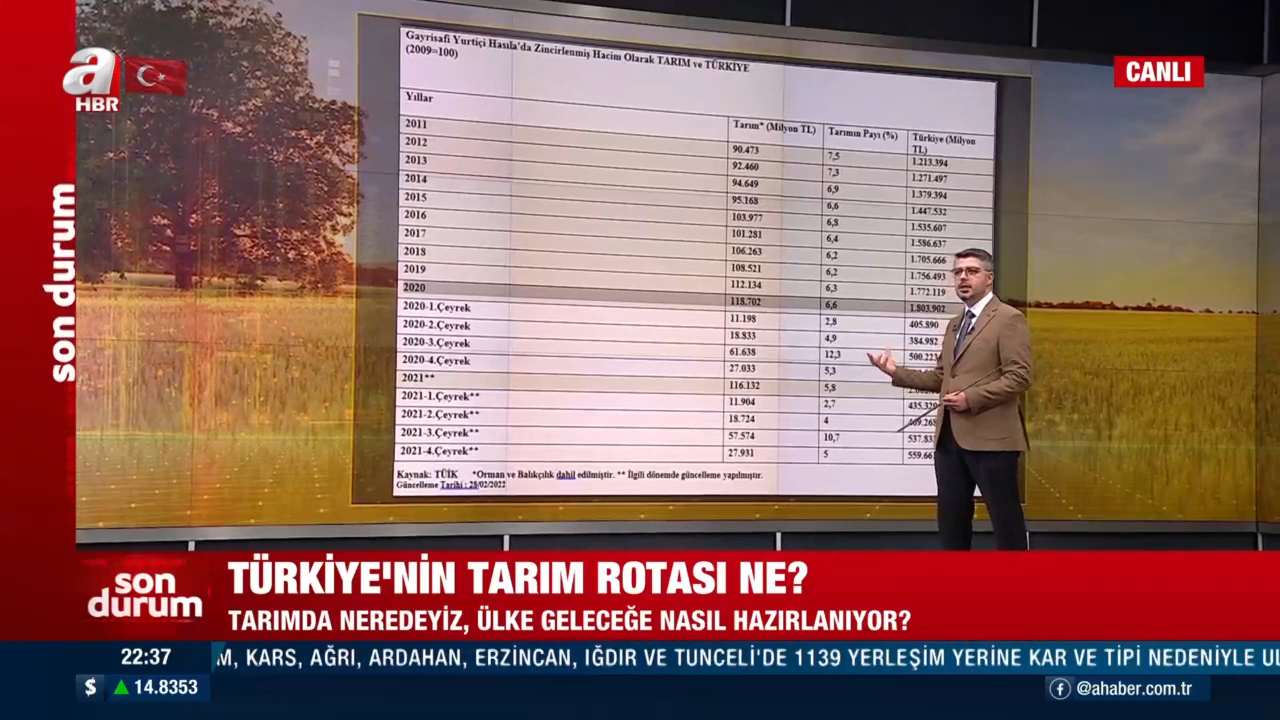 a
HBR
CANLI
son durum
Gayrisafi Yurtiçi Hasıla'da Zincirlenmiş Hacim Olarak TARIM ve TÜRKİYE
(2009=100)
Yıllar
Tarım* (Milyon TL) Tarımın Payı (%) Türkiye (Milyon
TL)
2011 90.473 7,5 1.213.394
2012 92.460 7,3 1.271.497
2013 94.649 6,9 1.379.394
2014 95.168 6,6 1.447.532
2015 103.977 6,8 1.535.607
2016 101.281 6,4 1.586.637
2017 106.263 6,2 1.705.666
2018 108.521 6,2 1.756.493
2019 112.134 6,3 1.772.119
2020 118.702 6,6 1.803.902
2020-1.Çeyrek 11.198 2,8 405.890
2020-2.Çeyrek 18.833 4,9 384.982
2020-3.Çeyrek 61.638 12,3 500.223
2020-4.Çeyrek 27.033 5,3
2021** 116.132 5,8
2021-1.Çeyrek** 11.904 2,7
2021-2.Çeyrek** 18.724 4
2021-3.Çeyrek** 57.574 10,7
2021-4.Çeyrek** 27.931 5
Kaynak: TÜİK *Orman ve Balıkçılık dahil edilmiştir. ** İlgili dönemde güncelleme yapılmıştır.
Güncelleme Tarihi : 28/02/2022
son
durum
TÜRKİYE'NİN TARIM ROTASI NE?
TARIMDA NEREDEYİZ, ÜLKE GELECEĞE NASIL HAZIRLANIYOR?
22:37 M, KARS, AĞRI, ARDAHAN, ERZİNCAN, IĞDIR VE TUNCELİ'DE 1139 YERLEŞİM YERİNE KAR VE TİPİ NEDENİYLE UL
$ ▲ 14.8353
@ahaber.com.tr